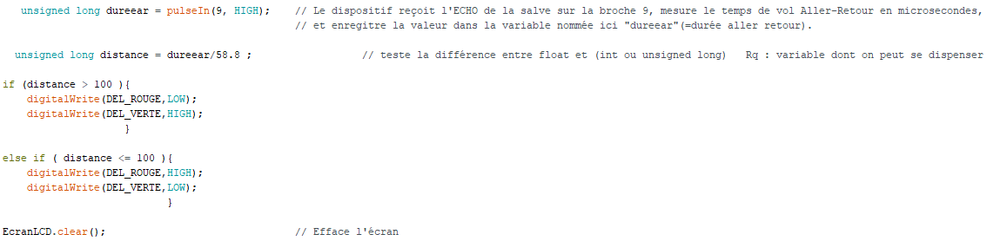 unsigned long dureear = pulseIn(9, HIGH);    // Le dispositif reçoit l'ECHO de la salve sur la broche 9, mesure le temps de vol Aller-Retour en microsecondes,
// et enregitre la valeur dans la variable nommée ici "dureear"(=durée aller retour).
unsigned long distance = dureear/58.8 ;    // teste la différence entre float et (int ou unsigned long)   Rq : variable dont on peut se dispenser
if (distance > 100 ){
digitalWrite(DEL_ROUGE,LOW);
digitalWrite(DEL_VERTE,HIGH);
}
else if ( distance <= 100 ){
digitalWrite(DEL_ROUGE,HIGH);
digitalWrite(DEL_VERTE,LOW);
}
EcranLCD.clear();    // Efface l'écran